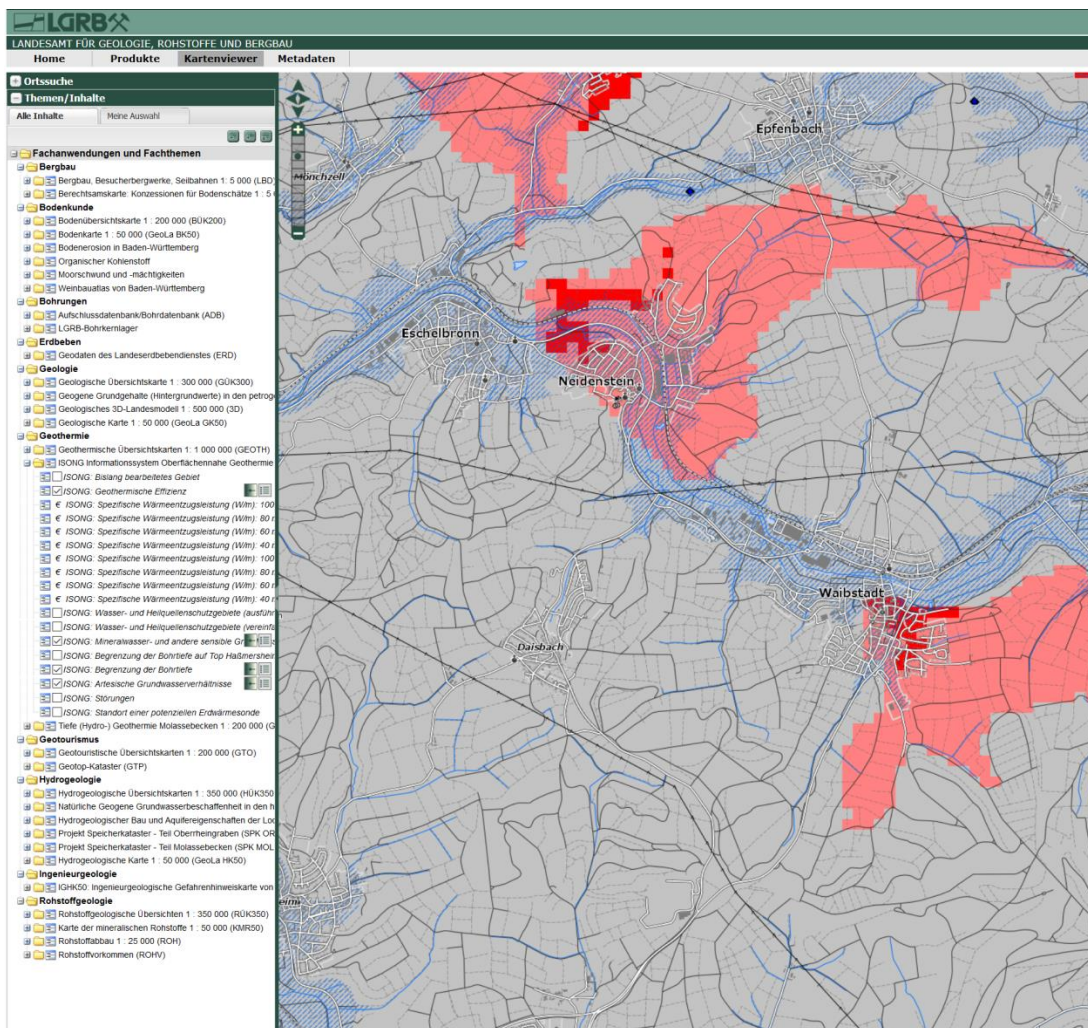 LGRB
LANDESAMT FÜR GEOLOGIE, ROHSTOFFE UND BERGBAU
Home Produkte Kartenviewer Metadaten
Ortssuche
Themen/Inhalte
Alle Inhalte Meine Auswahl
Fachanwendungen und Fachthemen
Bergbau
Bergbau, Besucherbergwerke, Seilbahnen 1: 5 000 (LBD)
Berechtsamskarte: Konzessionen für Bodenschätze 1 : 5
Bodenkunde
Bodenübersichtskarte 1 : 200 000 (BÜK200)
Bodenkarte 1 : 50 000 (GeoLa BK50)
Bodenerosion in Baden-Württemberg
Organischer Kohlenstoff
Moorschwund und -mächtigkeiten
Weinbauatlas von Baden-Württemberg
Bohrungen
Aufschlussdatenbank/Bohrdatenbank (ADB)
LGRB-Bohrkernlager
Erdbeben
Geodaten des Landeserdbebendienstes (ERD)
Geologie
Geologische Übersichtskarte 1 : 300 000 (GÜK300)
Geogene Grundgehalte (Hintergrundwerte) in den petrog
Geologisches 3D-Landesmodell 1 : 500 000 (3D)
Geologische Karte 1 : 50 000 (GeoLa GK50)
Geothermie
Geothermische Übersichtskarten 1: 1 000 000 (GEOTH)
ISONG Informationssystem Oberflächennahe Geothermie
ISONG: Bislang bearbeitetes Gebiet
ISONG: Geothermische Effizienz
€ ISONG: Spezifische Wärmeentzugsleistung (W/m): 100
€ ISONG: Spezifische Wärmeentzugsleistung (W/m): 80 m
€ ISONG: Spezifische Wärmeentzugsleistung (W/m): 60 m
€ ISONG: Spezifische Wärmeentzugsleistung (W/m): 40 m
€ ISONG: Spezifische Wärmeentzugsleistung (W/m): 100
€ ISONG: Spezifische Wärmeentzugsleistung (W/m): 80 m
€ ISONG: Spezifische Wärmeentzugsleistung (W/m): 60 m
€ ISONG: Spezifische Wärmeentzugsleistung (W/m): 40 m
ISONG: Wasser- und Heilquellenschutzgebiete (ausführ
ISONG: Wasser- und Heilquellenschutzgebiete (vereinfa
ISONG: Mineralwasser- und andere sensible Gr
ISONG: Begrenzung der Bohrtiefe auf Top Haßmersheim
ISONG: Begrenzung der Bohrtiefe
ISONG: Artesische Grundwasserverhältnisse
ISONG: Störungen
ISONG: Standort einer potenziellen Erdwärmesonde
Tiefe (Hydro-) Geothermie Molassebecken 1 : 200 000 (G
Geotourismus
Geotouristische Übersichtskarten 1 : 200 000 (GTO)
Geotop-Kataster (GTP)
Hydrogeologie
Hydrogeologische Übersichtskarten 1 : 350 000 (HÜK350
Natürliche Geogene Grundwasserbeschaffenheit in den h
Hydrogeologischer Bau und Aquifereigenschaften der Loc
Projekt Speicherkataster - Teil Oberrheingraben (SPK OR
Projekt Speicherkataster - Teil Molassebecken (SPK MOL
Hydrogeologische Karte 1 : 50 000 (GeoLa HK50)
Ingenieurgeologie
IGHK50: Ingenieurgeologische Gefahrenhinweiskarte von
Rohstoffgeologie
Rohstoffgeologische Übersichten 1 : 350 000 (RÜK350)
Karte der mineralischen Rohstoffe 1 : 50 000 (KMR50)
Rohstoffabbau 1 : 25 000 (ROH)
Rohstoffvorkommen (ROHV)
Epfenbach
Mönchzell
Eschelbronn
Neidenstein
Waibstadt
Daisbach